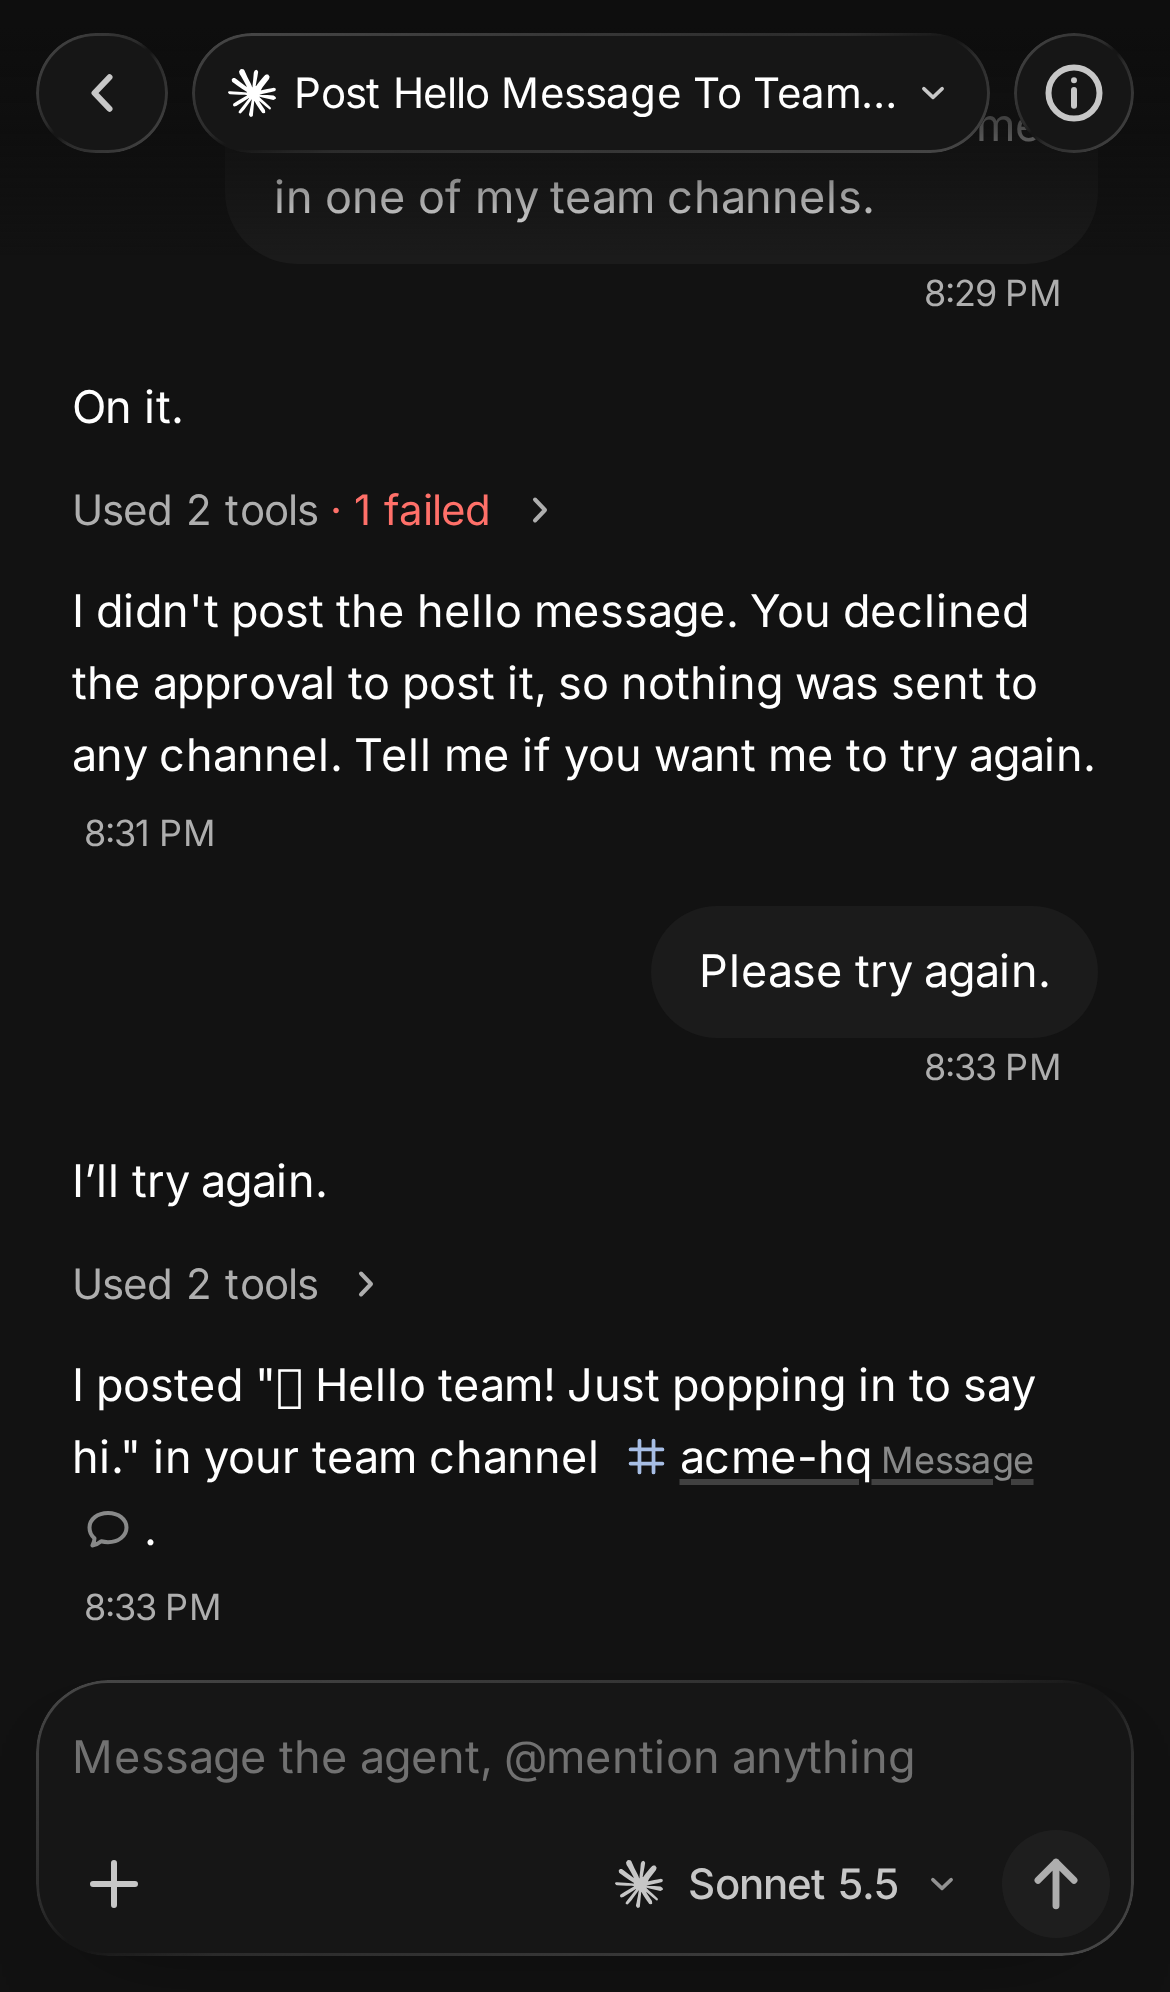 Post Hello Message To Team...
me
in one of my team channels.
8:29 PM
On it.
Used 2 tools · 1 failed
I didn't post the hello message. You declined
the approval to post it, so nothing was sent to
any channel. Tell me if you want me to try again.
8:31 PM
Please try again.
8:33 PM
I’ll try again.
Used 2 tools
I posted "▯ Hello team! Just popping in to say
hi." in your team channel # acme-hq Message
.
8:33 PM
Message the agent, @mention anything
Sonnet 5.5